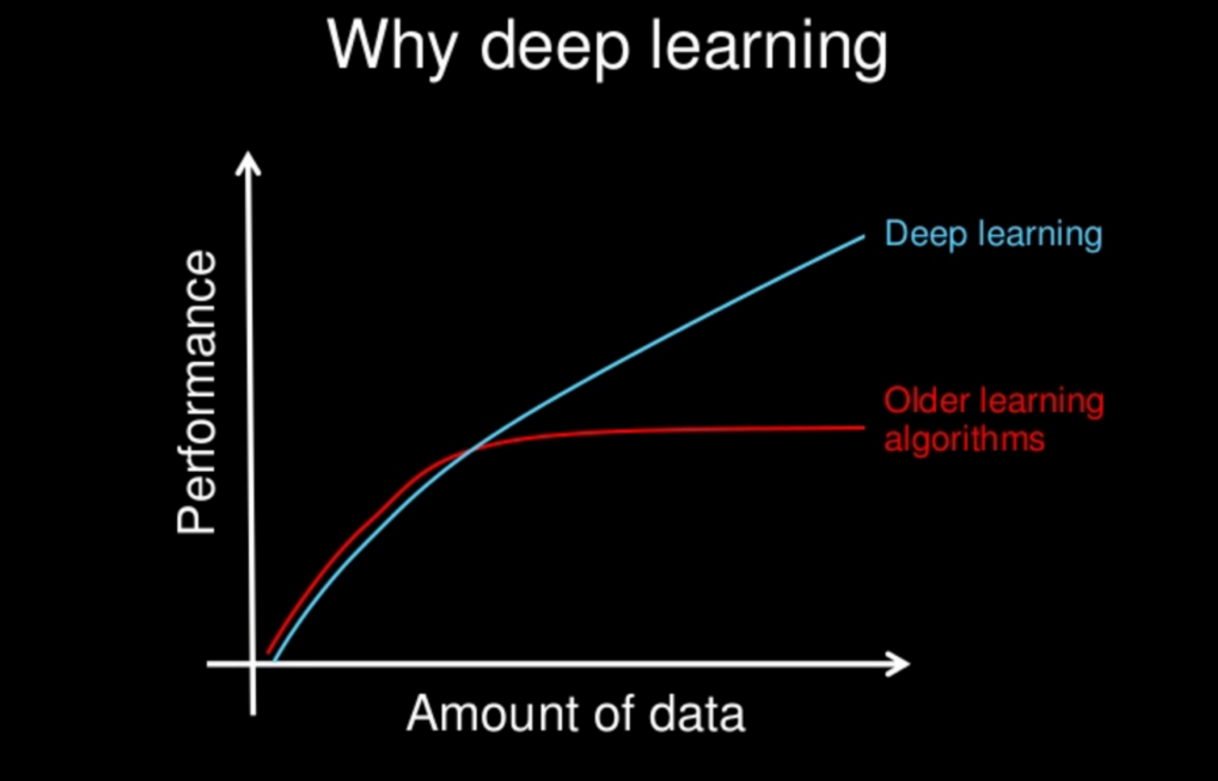 Why deep learning
Performance
Deep learning
Older learning
algorithms
Amount of data